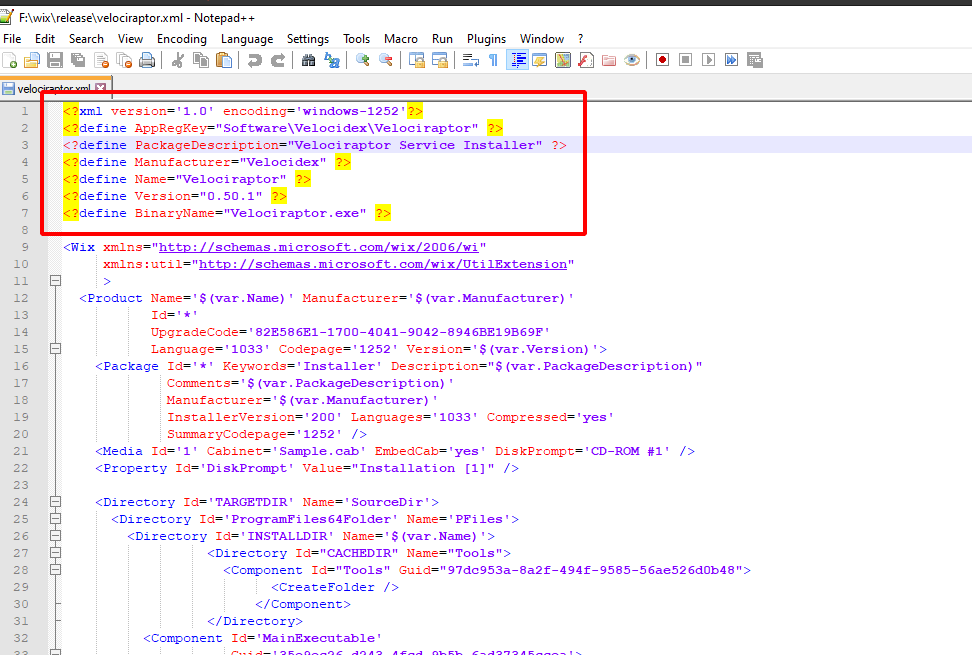 F:\wix\release\velociraptor.xml - Notepad++
File Edit Search View Encoding Language Settings Tools Macro Run Plugins Window ?
velociraptor.xml
1 <?xml version='1.0' encoding='windows-1252'?>
2 <?define AppRegKey="Software\Velocidex\Velociraptor" ?>
3 <?define PackageDescription="Velociraptor Service Installer" ?>
4 <?define Manufacturer="Velocidex" ?>
5 <?define Name="Velociraptor" ?>
6 <?define Version="0.50.1" ?>
7 <?define BinaryName="Velociraptor.exe" ?>
8
9 <Wix xmlns="http://schemas.microsoft.com/wix/2006/wi"
10 xmlns:util="http://schemas.microsoft.com/wix/UtilExtension"
11 >
12 <Product Name='$(var.Name)' Manufacturer='$(var.Manufacturer)'
13 Id='*'
14 UpgradeCode='82E586E1-1700-4041-9042-8946BE19B69F'
15 Language='1033' Codepage='1252' Version='$(var.Version)'>
16 <Package Id='*' Keywords='Installer' Description="$(var.PackageDescription)"
17 Comments='$(var.PackageDescription)'
18 Manufacturer='$(var.Manufacturer)'
19 InstallerVersion='200' Languages='1033' Compressed='yes'
20 SummaryCodepage='1252' />
21 <Media Id='1' Cabinet='Sample.cab' EmbedCab='yes' DiskPrompt='CD-ROM #1' />
22 <Property Id='DiskPrompt' Value="Installation [1]" />
23
24 <Directory Id='TARGETDIR' Name='SourceDir'>
25 <Directory Id='ProgramFiles64Folder' Name='PFiles'>
26 <Directory Id='INSTALLDIR' Name='$(var.Name)'>
27 <Directory Id="CACHEDIR" Name="Tools">
28 <Component Id="Tools" Guid="97dc953a-8a2f-494f-9585-56ae526d0b48">
29 <CreateFolder />
30 </Component>
31 </Directory>
32 <Component Id='MainExecutable'
33